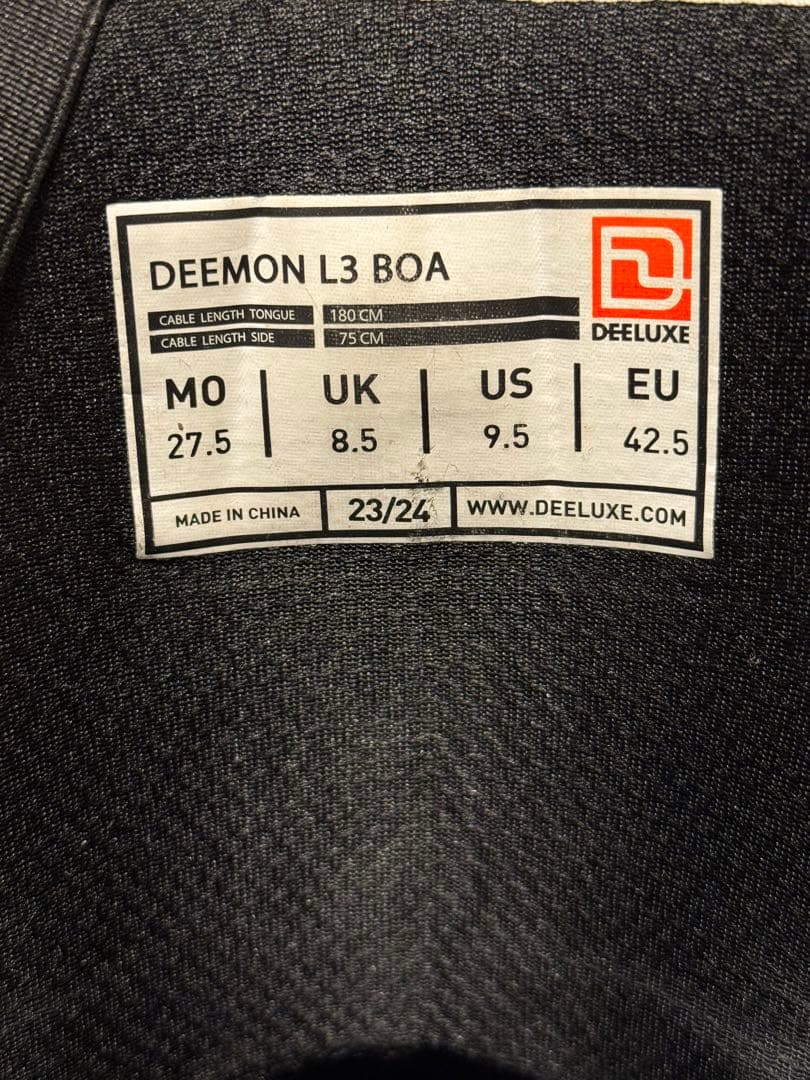 DEEMON L3 BOA
CABLE LENGTH TONGUE 180 CM
CABLE LENGTH SIDE 75 CM
DEELUXE
MO UK US EU
27.5 8.5 9.5 42.5
MADE IN CHINA 23/24 WWW.DEELUXE.COM